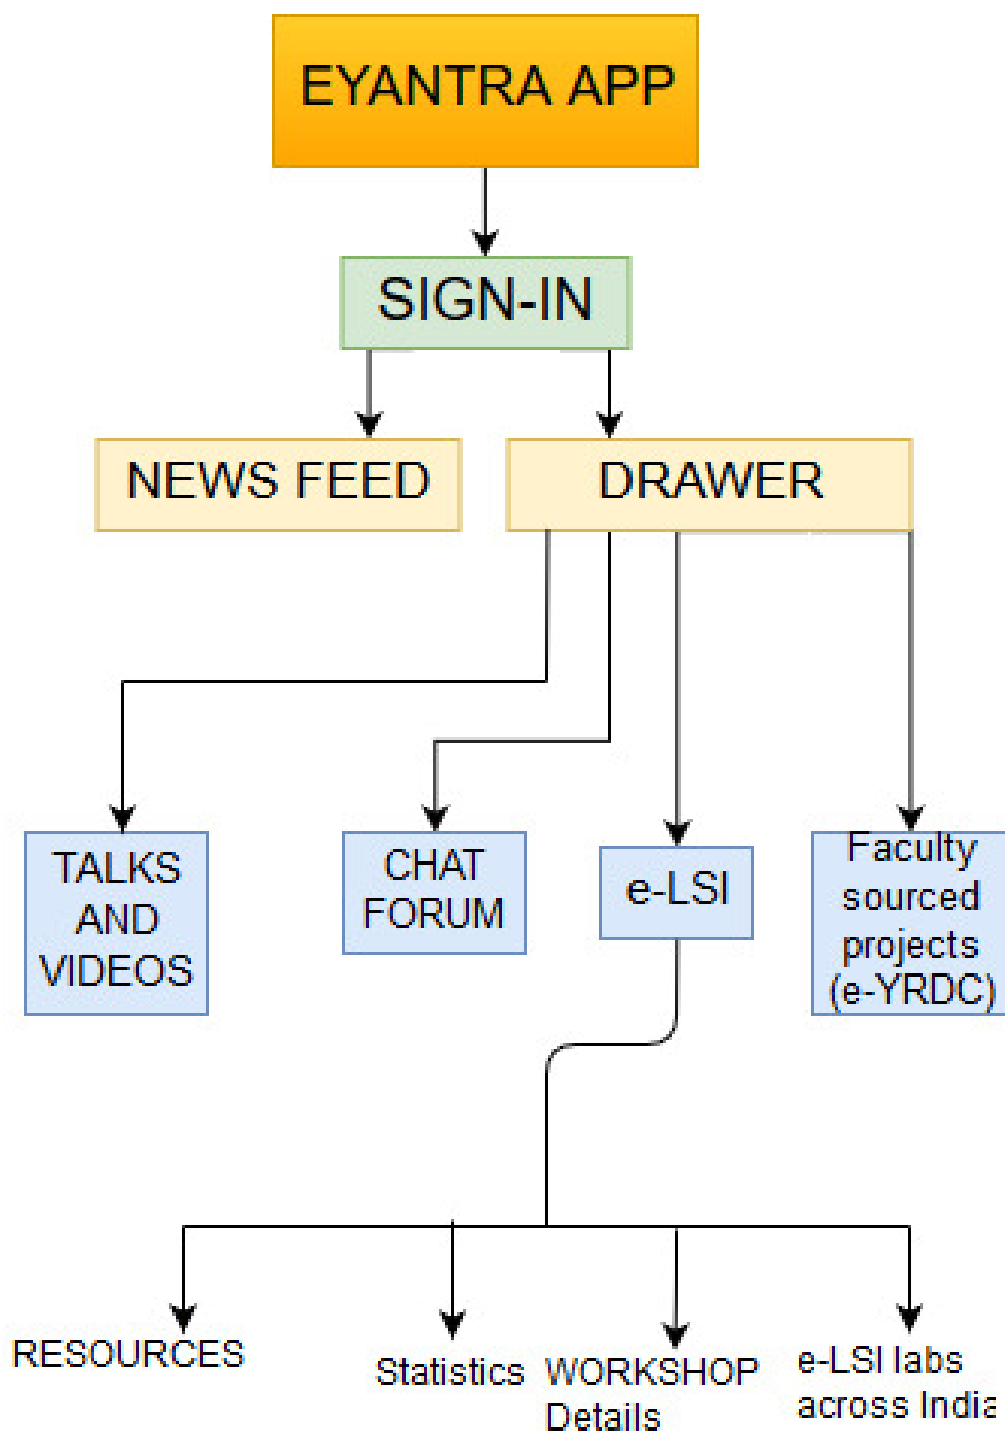 EYANTRA APP
SIGN-IN
NEWS FEED
DRAWER
TALKS
AND
VIDEOS
CHAT
FORUM
e-LSI
Faculty
sourced
projects
(e-YRDC)
RESOURCES
Statistics
WORKSHOP
Details
e-LSI labs
across India